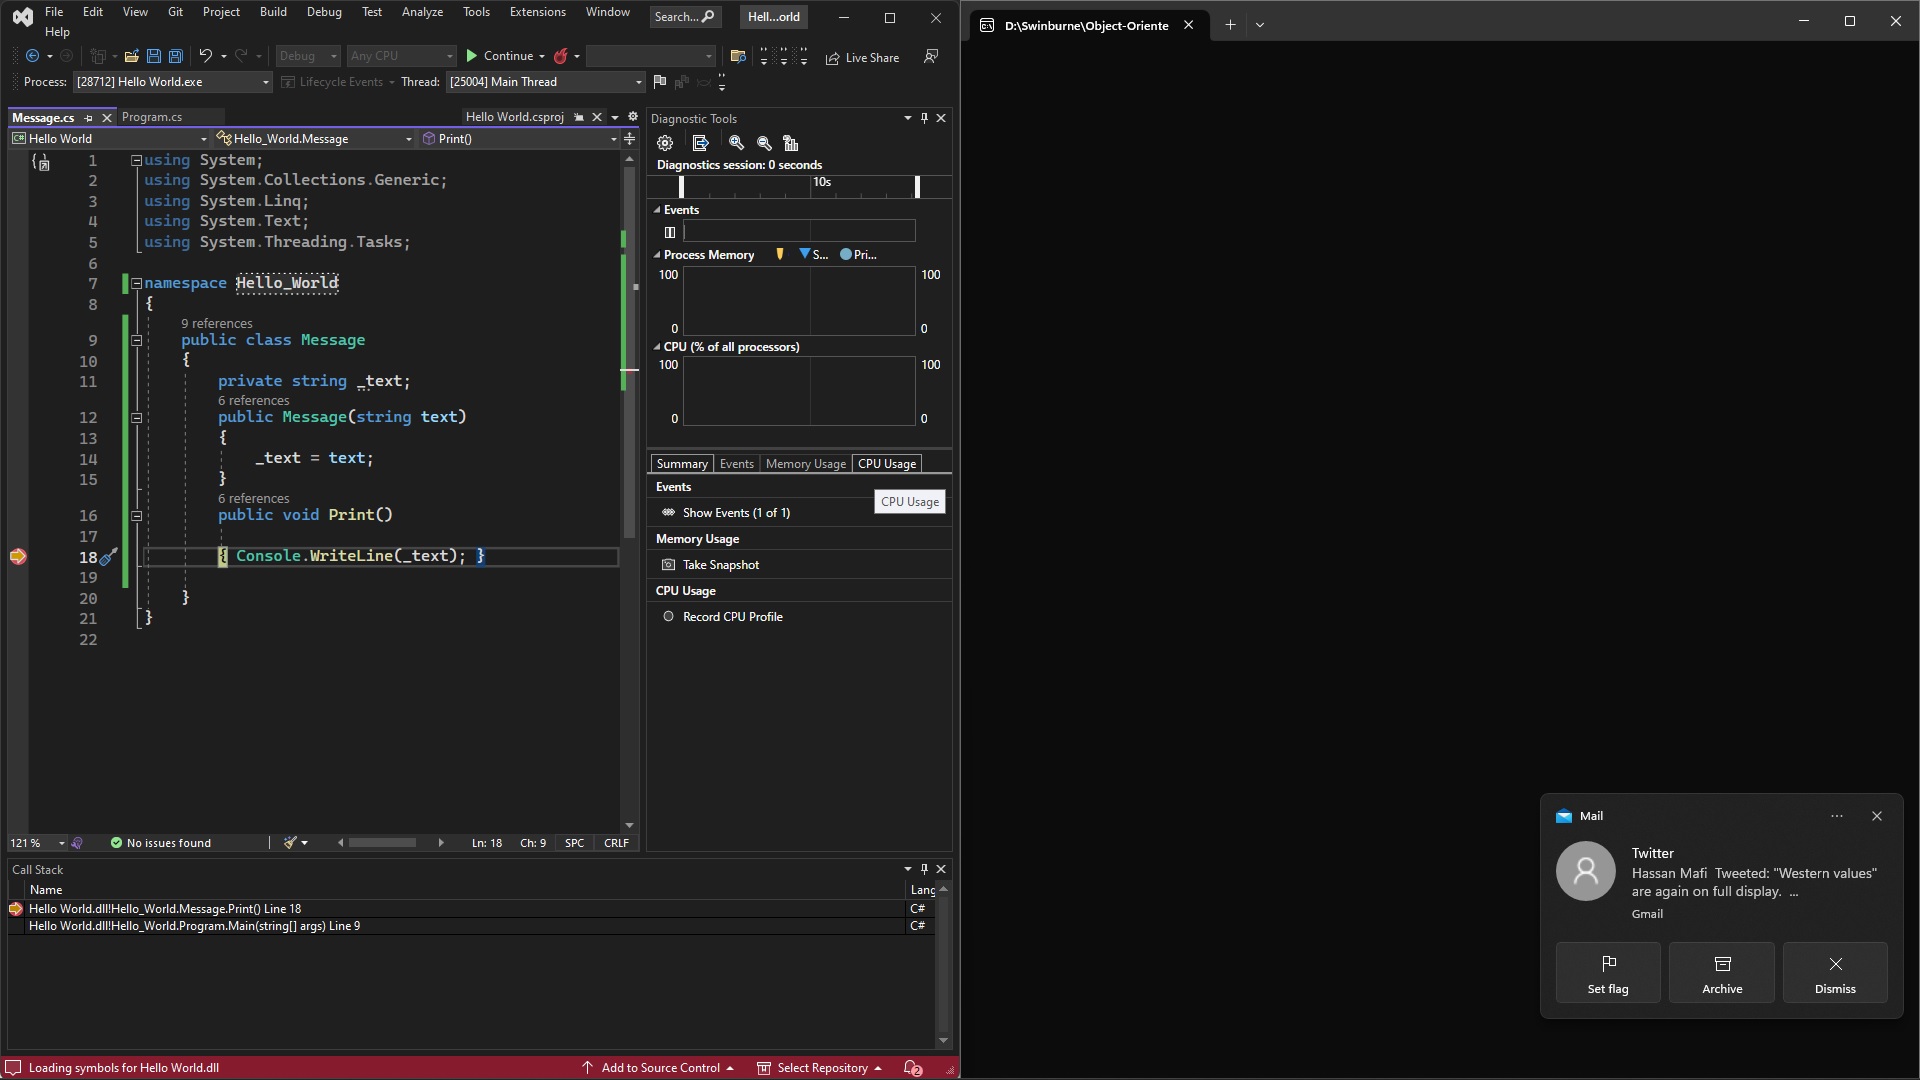 File Edit View Git Project Build Debug Test Analyze Tools Extensions Window Search... Hell...orld
Help
Debug Any CPU Continue Live Share
Process: [28712] Hello World.exe Lifecycle Events Thread: [25004] Main Thread
Message.cs Program.cs Hello World.csproj
Hello World Hello_World.Message Print()
1 using System;
2 using System.Collections.Generic;
3 using System.Linq;
4 using System.Text;
5 using System.Threading.Tasks;
6
7 namespace Hello_World
8 {
9 references
9 public class Message
10 {
11 private string _text;
6 references
12 public Message(string text)
13 {
14 _text = text;
15 }
6 references
16 public void Print()
17
18 { Console.WriteLine(_text); }
19
20 }
21 }
22
121 % No issues found Ln: 18 Ch: 9 SPC CRLF
Diagnostic Tools
Diagnostics session: 0 seconds
10s
Events
Process Memory S... Pri...
100 100
0 0
CPU (% of all processors)
100 100
0 0
Summary Events Memory Usage CPU Usage
Events
CPU Usage
Show Events (1 of 1)
Memory Usage
Take Snapshot
CPU Usage
Record CPU Profile
Call Stack
Name Lang
Hello World.dll!Hello_World.Message.Print() Line 18 C#
Hello World.dll!Hello_World.Program.Main(string[] args) Line 9 C#
Loading symbols for Hello World.dll Add to Source Control Select Repository 2
D:\Swinburne\Object-Oriente
Mail
Twitter
Hassan Mafi Tweeted: "Western values"
are again on full display. ...
Gmail
Set flag Archive Dismiss